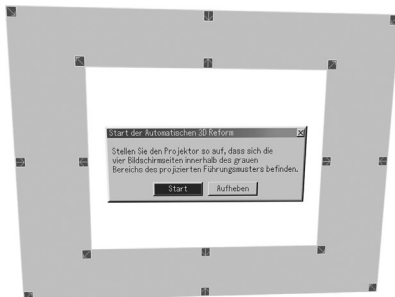 Start der Automatischen 3D Reform
Stellen Sie den Projektor so auf, dass sich die
vier Bildschirmseiten innerhalb des grauen
Bereichs des projizierten Führungsmusters befinden.
Start Aufheben